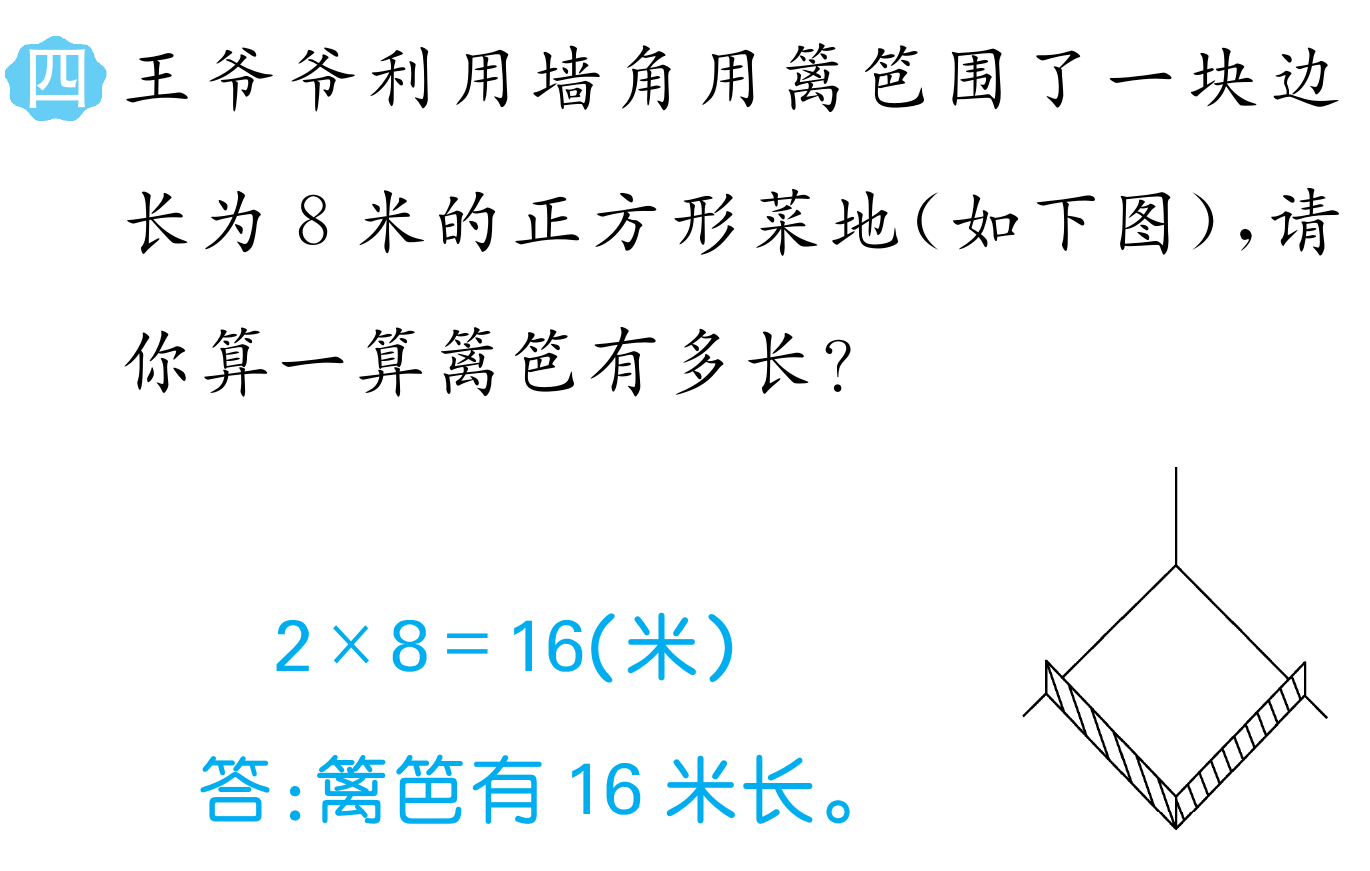 四 王爷爷利用墙角用篱笆围了一块边
长为8米的正方形菜地(如下图),请
你算一算篱笆有多长?
2×8=16(米)
答:篱笆有16米长。